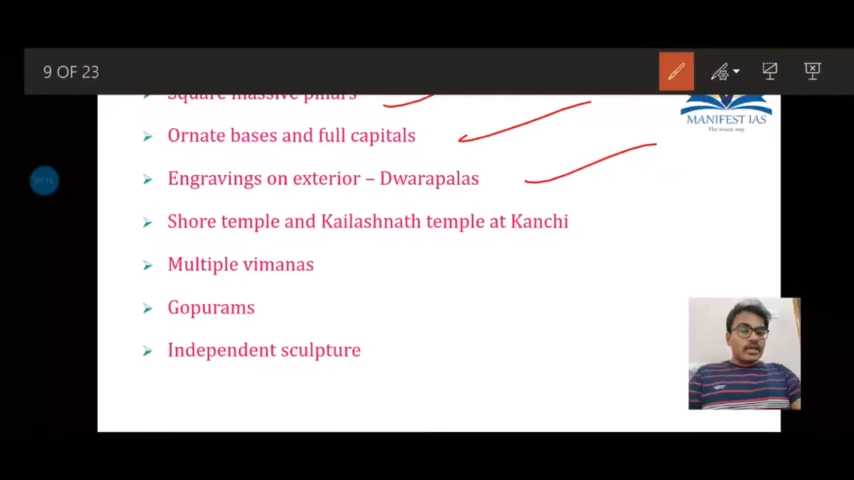 9 OF 23
Square massive pillars
Ornate bases and full capitals
MANIFEST IAS
Engravings on exterior – Dwarapalas
Shore temple and Kailashnath temple at Kanchi
Multiple vimanas
Gopurams
Independent sculpture